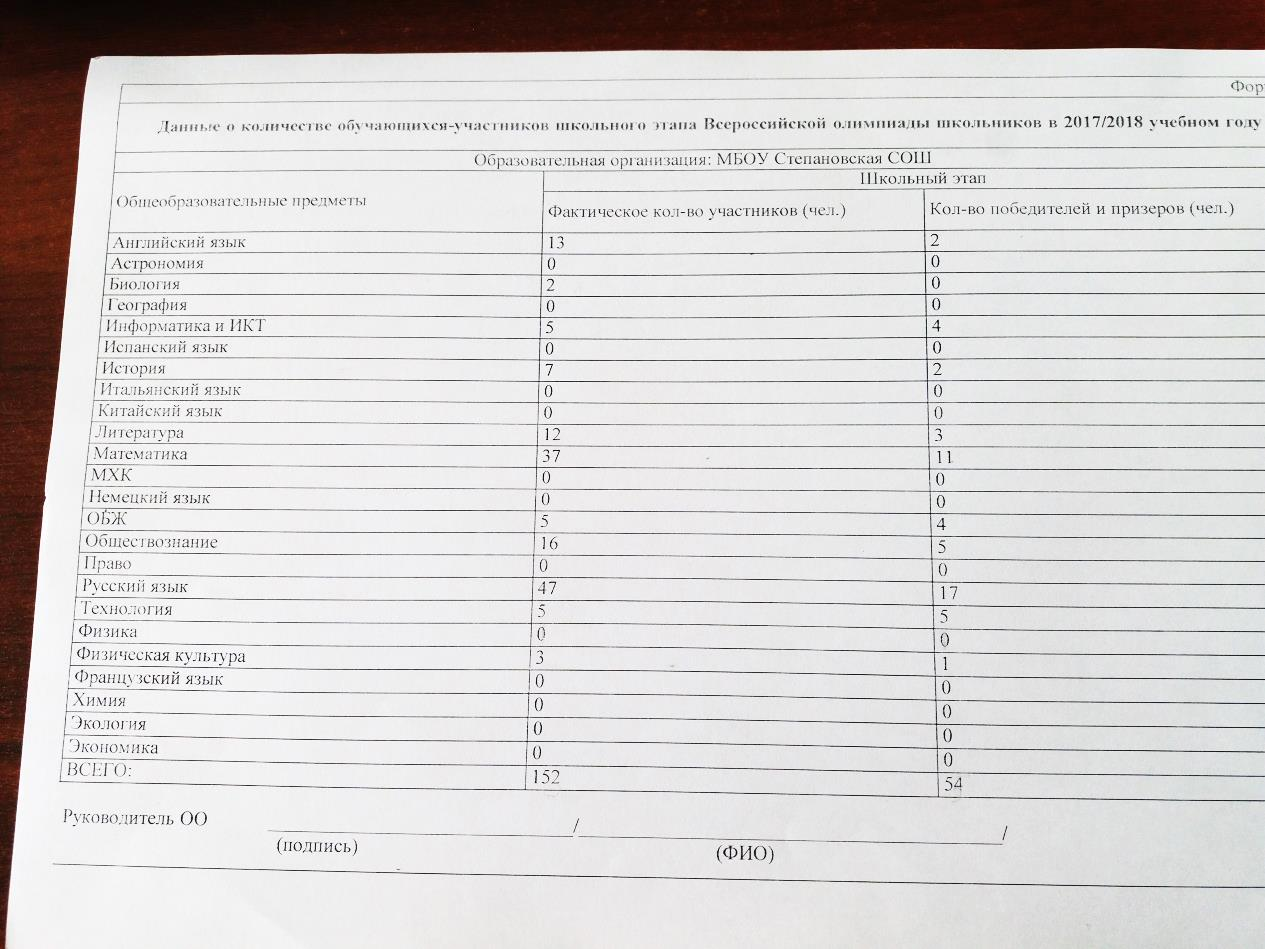 Фор
Данные о количестве обучающихся-участников школьного этапа Всероссийской олимпиады школьников в 2017/2018 учебном году
Образовательная организация: МБОУ Степановская СОШ
Общеобразовательные предметы
Школьный этап
Фактическое кол-во участников (чел.) Кол-во победителей и призеров (чел.)
Английский язык 13 2
Астрономия 0 0
Биология 2 0
География 0 0
Информатика и ИКТ 5 4
Испанский язык 0 0
История 7 2
Итальянский язык 0 0
Китайский язык 0 0
Литература 12 3
Математика 37 11
МХК 0 0
Немецкий язык 0 0
ОБЖ 5 4
Обществознание 16 5
Право 0 0
Русский язык 47 17
Технология 5 5
Физика 0 0
Физическая культура 3 1
Французский язык 0 0
Химия 0 0
Экология 0 0
Экономика 0 0
ВСЕГО: 152 54
Руководитель ОО / /
(подпись) (ФИО)